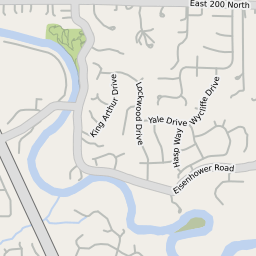 East 200 North
King Arthur Drive
Lockwood Drive
Yale Drive
Hasp Way
Wycliffe Drive
Eisenhower Road